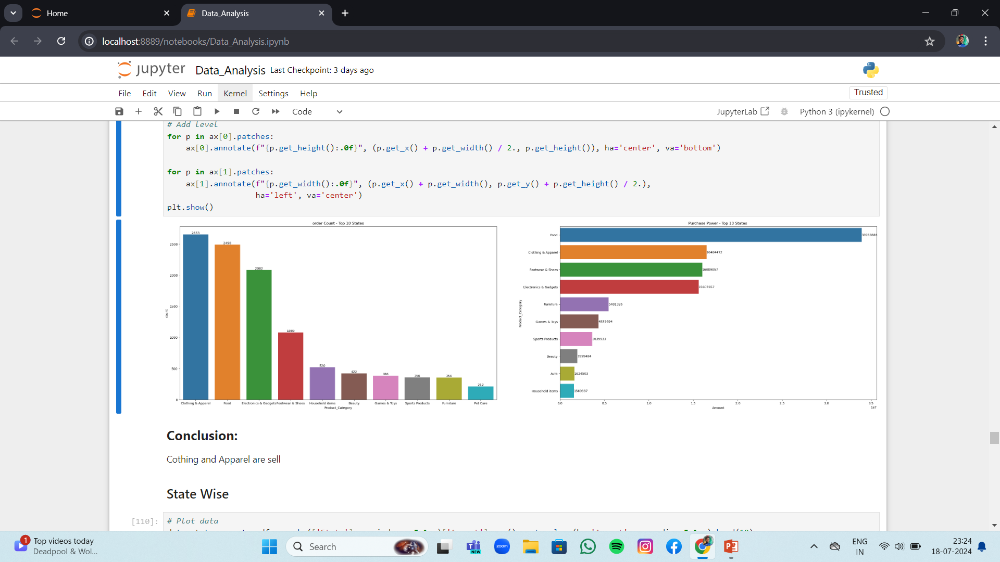 Home
Data_Analysis
localhost:8889/notebooks/Data_Analysis.ipynb
jupyter Data_Analysis Last Checkpoint: 3 days ago
File Edit View Run Kernel Settings Help
Trusted
Code
JupyterLab
Python 3 (ipykernel)
# Add level
for p in ax[0].patches:
    ax[0].annotate(f"{p.get_height():.0f}", (p.get_x() + p.get_width() / 2., p.get_height()), ha='center', va='bottom')
for p in ax[1].patches:
    ax[1].annotate(f"{p.get_width():.0f}", (p.get_x() + p.get_width(), p.get_y() + p.get_height() / 2.),
                   ha='left', va='center')
plt.show()
order Count - Top 10 States
2653
2490
2082
1080
520
422
386
356
354
212
2500
2000
1500
1000
500
0
count
Clothing & Apparel Food Electronics & Gadgets Footwear & Shoes Household items Beauty Games & Toys Sports Products Furniture Pet Care
Product_Category
Purchase Power - Top 10 States
Food 33933884
Clothing & Apparel 16484472
Footwear & Shoes 16009057
Electronics & Gadgets 15607657
Furniture 5481326
Games & Toys 4331694
Sports Products 3635933
Beauty 1959484
Auto 1624503
Household items 1569337
Product_Category
0.0 0.5 1.0 1.5 2.0 2.5 3.0 3.5
1e7
Amount
Conclusion:
Cothing and Apparel are sell
State Wise
[110]:
# Plot data
1
Top videos today
Deadpool & Wol...
Search
NEW
zoom
ENG
IN
23:24
18-07-2024